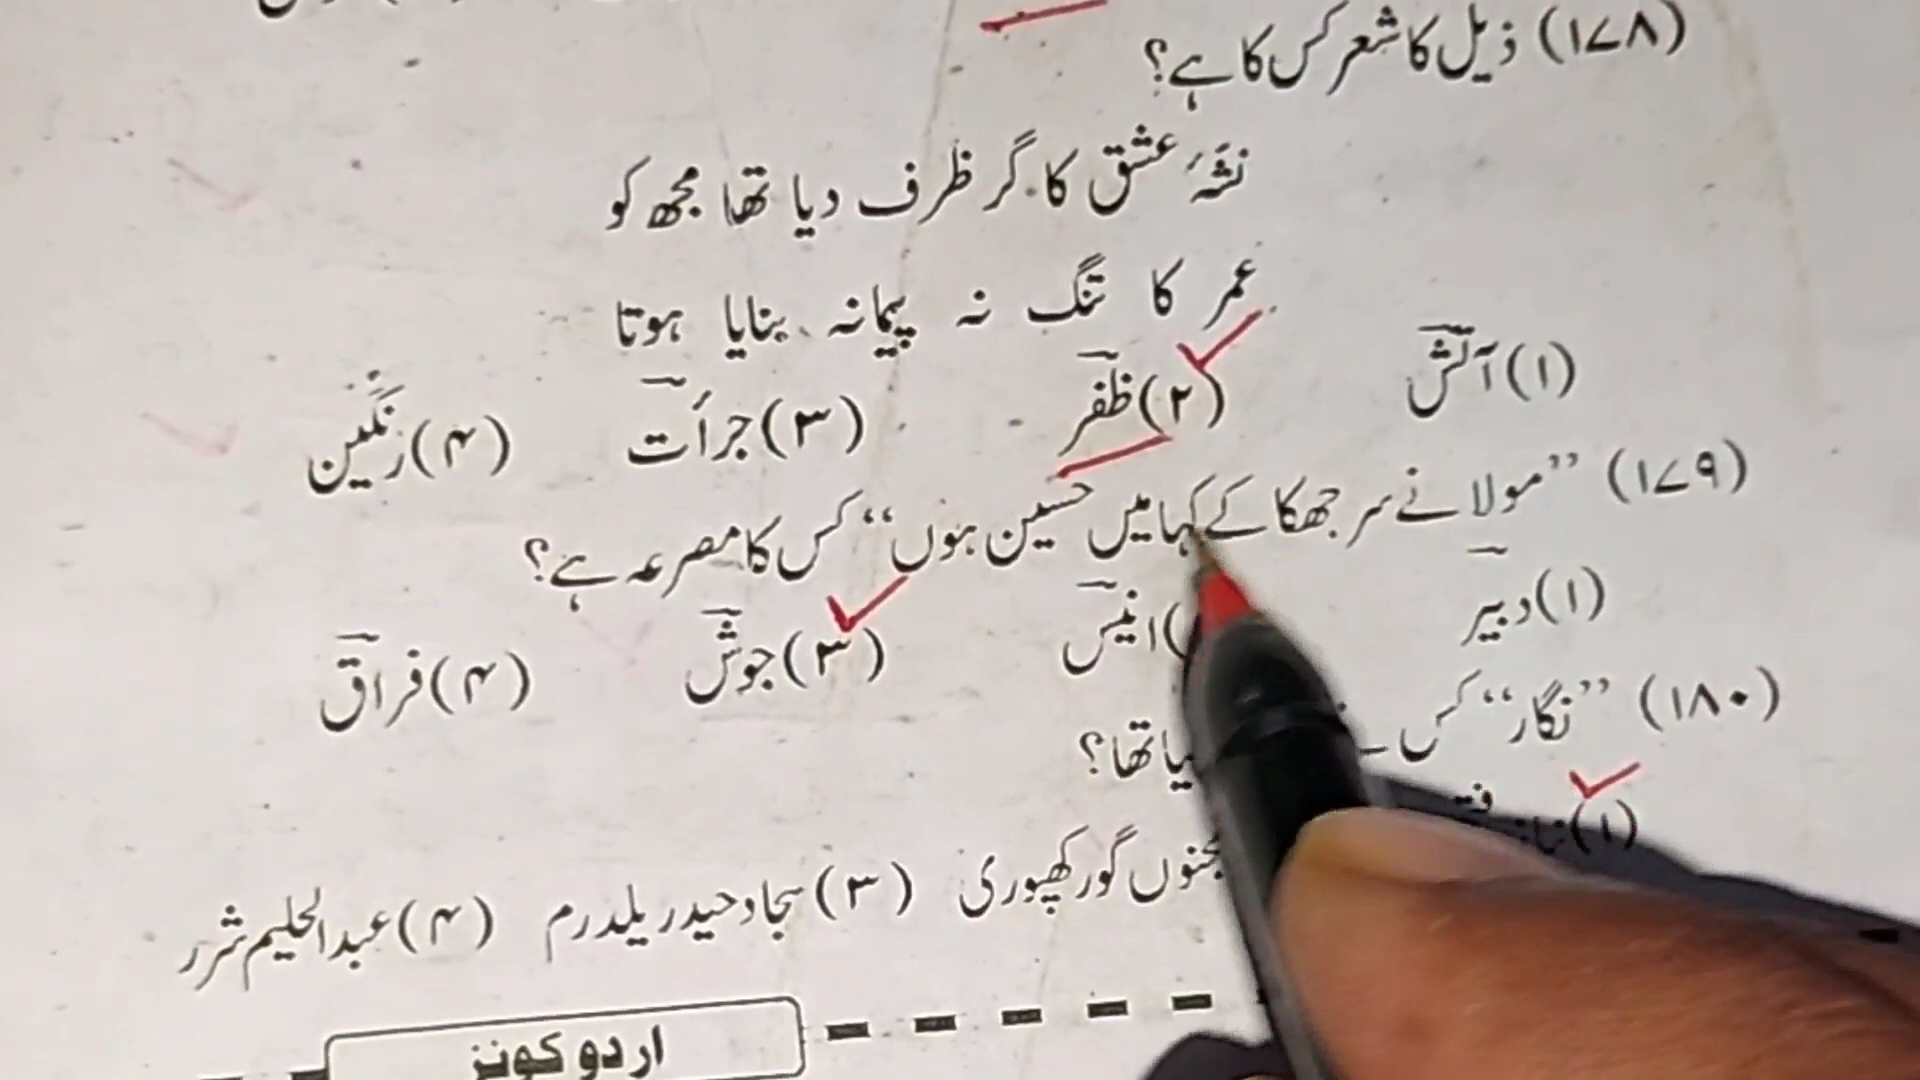 (۱۷۸) ذیل کا شعر کس کا ہے؟
نشۂ عشق کا گر ظرف دیا تھا مجھ کو
عمر کا تنگ نہ پیمانہ بنایا ہوتا
(۱) آتش (۲) ظفر (۳) جرأت (۴) رنگین
(۱۷۹) ”مولا نے سر جھکا کے کہا میں حسین ہوں“ کس کا مصرعہ ہے؟
(۱) دبیر انیس (۳) جوش (۴) فراق
(۱۸۰) ”نگار“ کس تھا؟
(۱) گورکھپوری (۳) سجاد حیدر یلدرم (۴) عبدالحلیم شرر
اردو کوئز